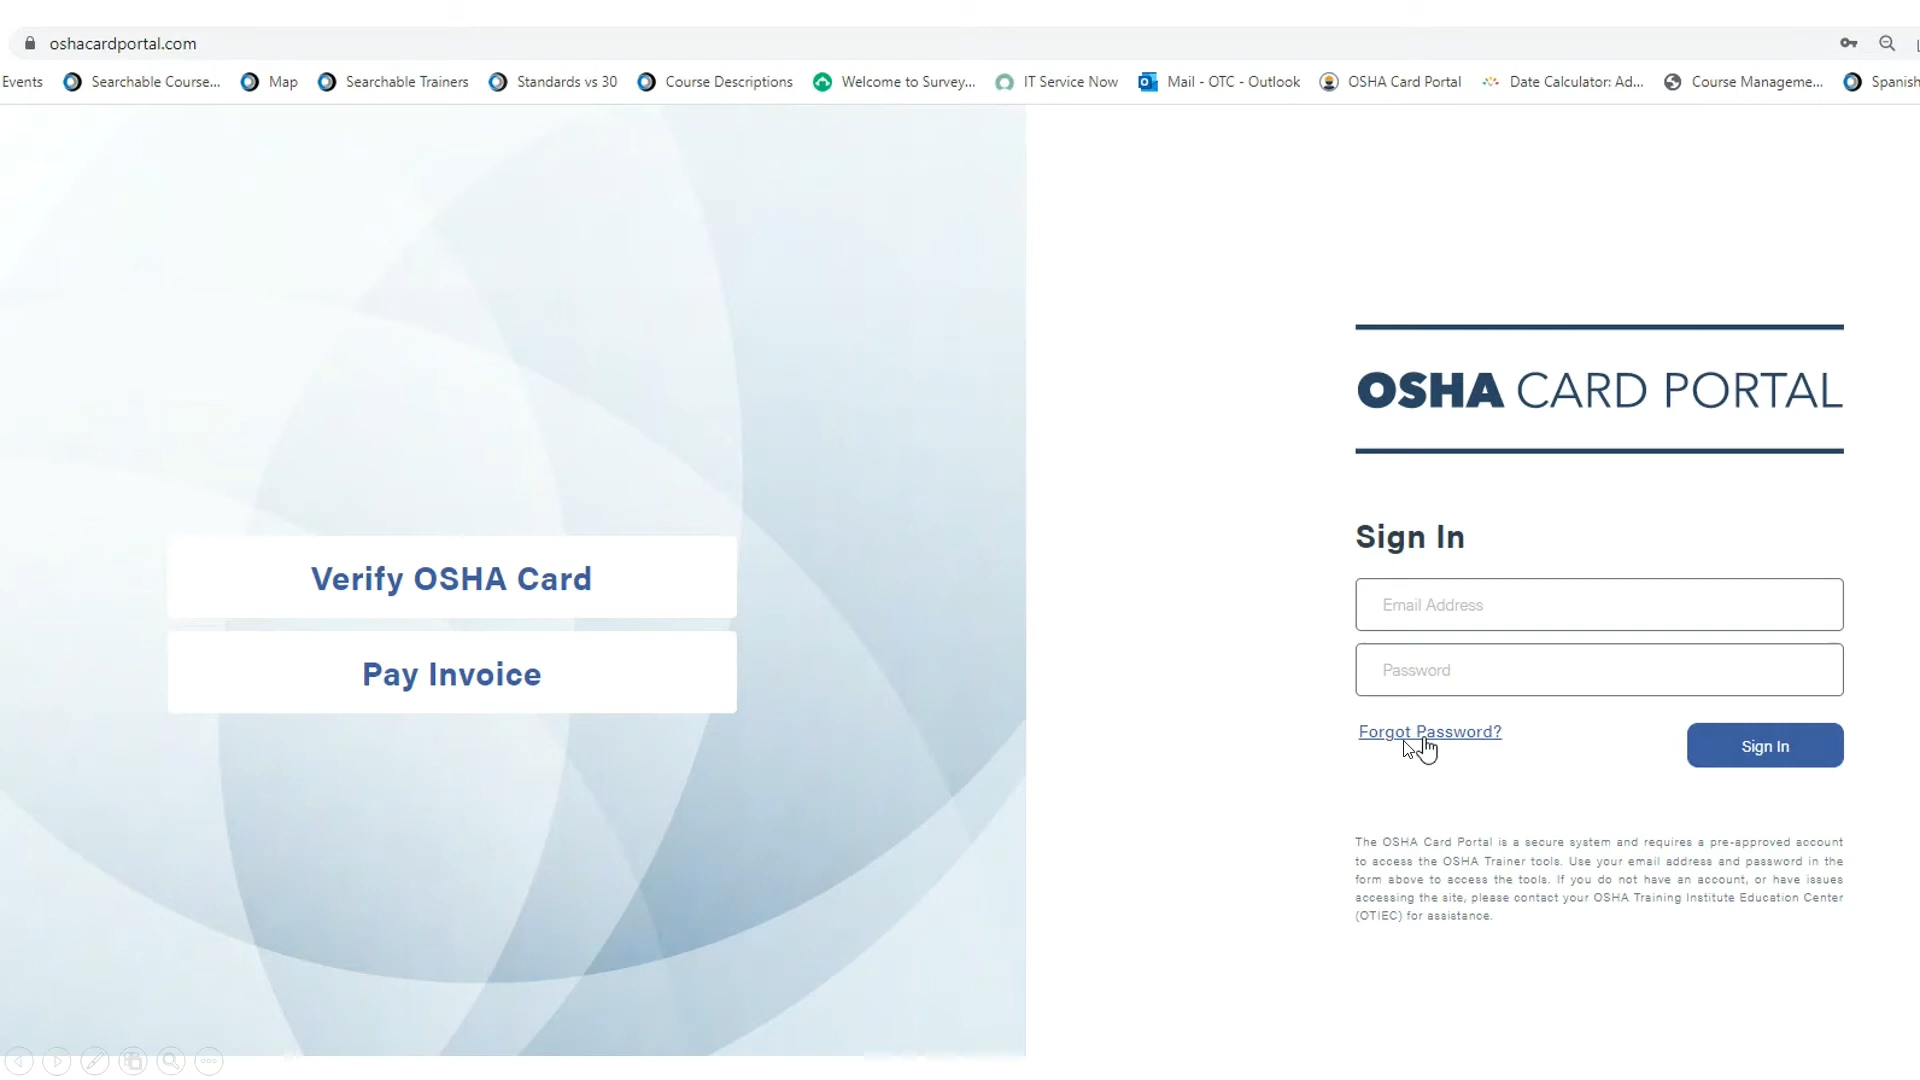 oshacardportal.com
Events Searchable Course... Map Searchable Trainers Standards vs 30 Course Descriptions Welcome to Survey... IT Service Now Mail - OTC - Outlook OSHA Card Portal Date Calculator: Ad... Course Manageme... Spanish
Verify OSHA Card
Pay Invoice
OSHA CARD PORTAL
Sign In
Email Address
Password
Forgot Password?
Sign In
The OSHA Card Portal is a secure system and requires a pre-approved account
to access the OSHA Trainer tools. Use your email address and password in the
form above to access the tools. If you do not have an account, or have issues
accessing the site, please contact your OSHA Training Institute Education Center
(OTIEC) for assistance.